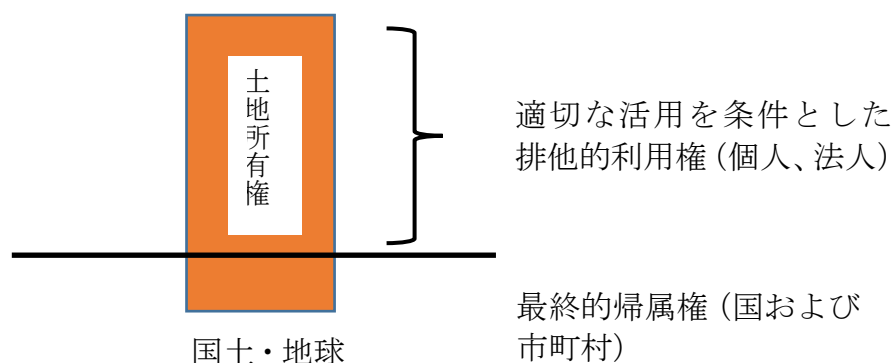 土地所有権
適切な活用を条件とした
排他的利用権（個人、法人）
最終的帰属権（国および
市町村）
国土・地球